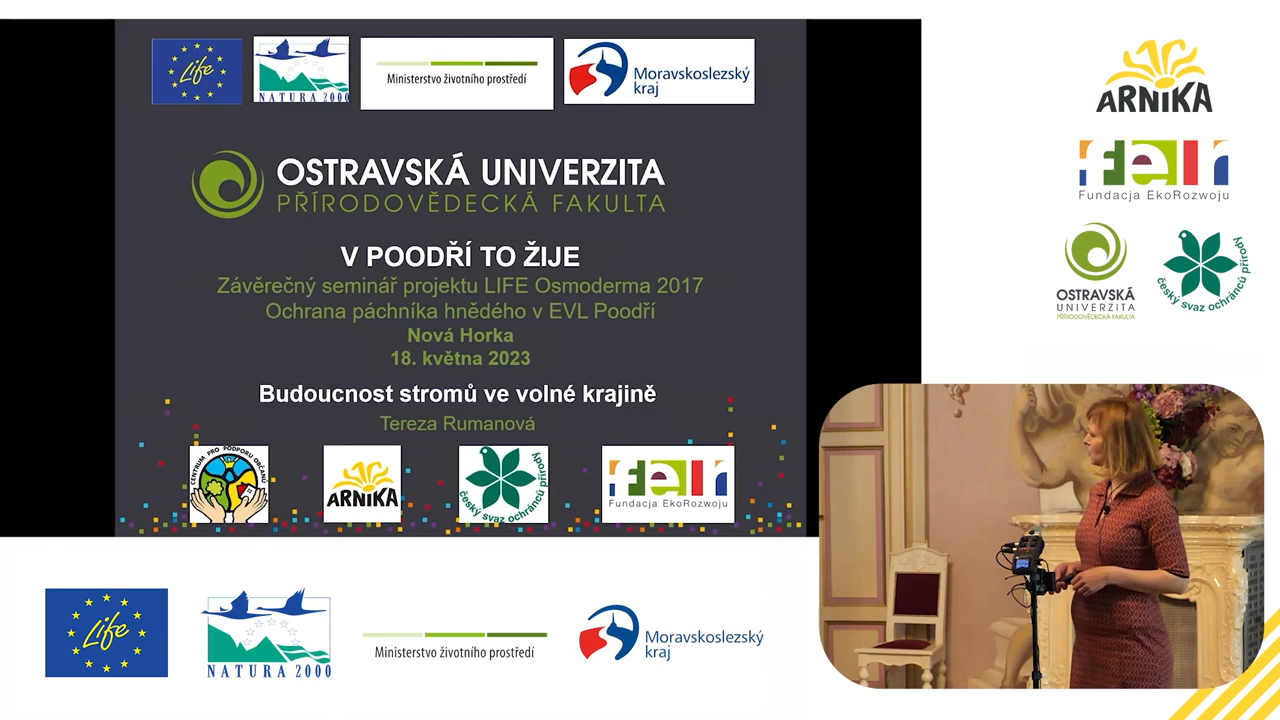 Life
NATURA 2000
Ministerstvo životního prostředí
Moravskoslezský
kraj
OSTRAVSKÁ UNIVERZITA
PŘÍRODOVĚDECKÁ FAKULTA
V POODŘÍ TO ŽIJE
Závěrečný seminář projektu LIFE Osmoderma 2017
Ochrana páchníka hnědého v EVL Poodří
Nová Horka
18. května 2023
Budoucnost stromů ve volné krajině
Tereza Rumanová
CENTRUM PRO PODPORU OBČANŮ
ARNIKA
český svaz ochránců přírody
feri
Fundacja EkoRozwoju
ARNIKA
feri
Fundacja EkoRozwoju
OSTRAVSKÁ
UNIVERZITA
PŘÍRODOVĚDECKÁ FAKULTA
český svaz ochránců přírody
Life
NATURA 2000
Ministerstvo životního prostředí
Moravskoslezský
kraj